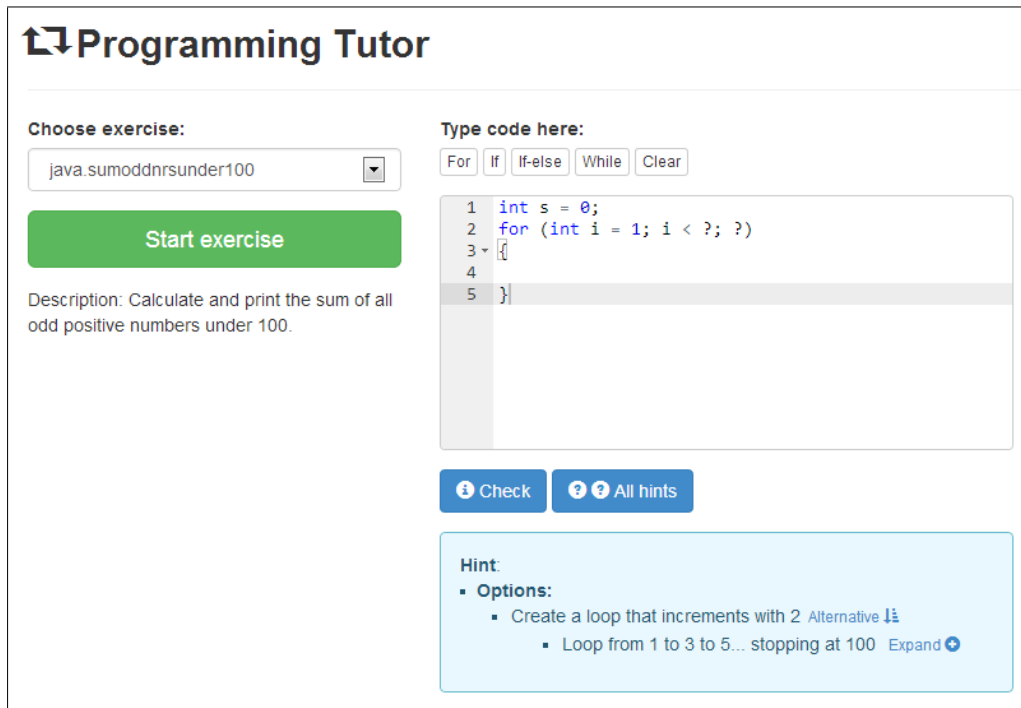 Programming Tutor
Choose exercise:
java.sumoddnrsunder100
Start exercise
Description: Calculate and print the sum of all
odd positive numbers under 100.
Type code here:
For If If-else While Clear
1 int s = 0;
2 for (int i = 1; i < ?; ?)
3 {
4
5 }
Check ? ? All hints
Hint:
Options:
Create a loop that increments with 2 Alternative
Loop from 1 to 3 to 5... stopping at 100 Expand